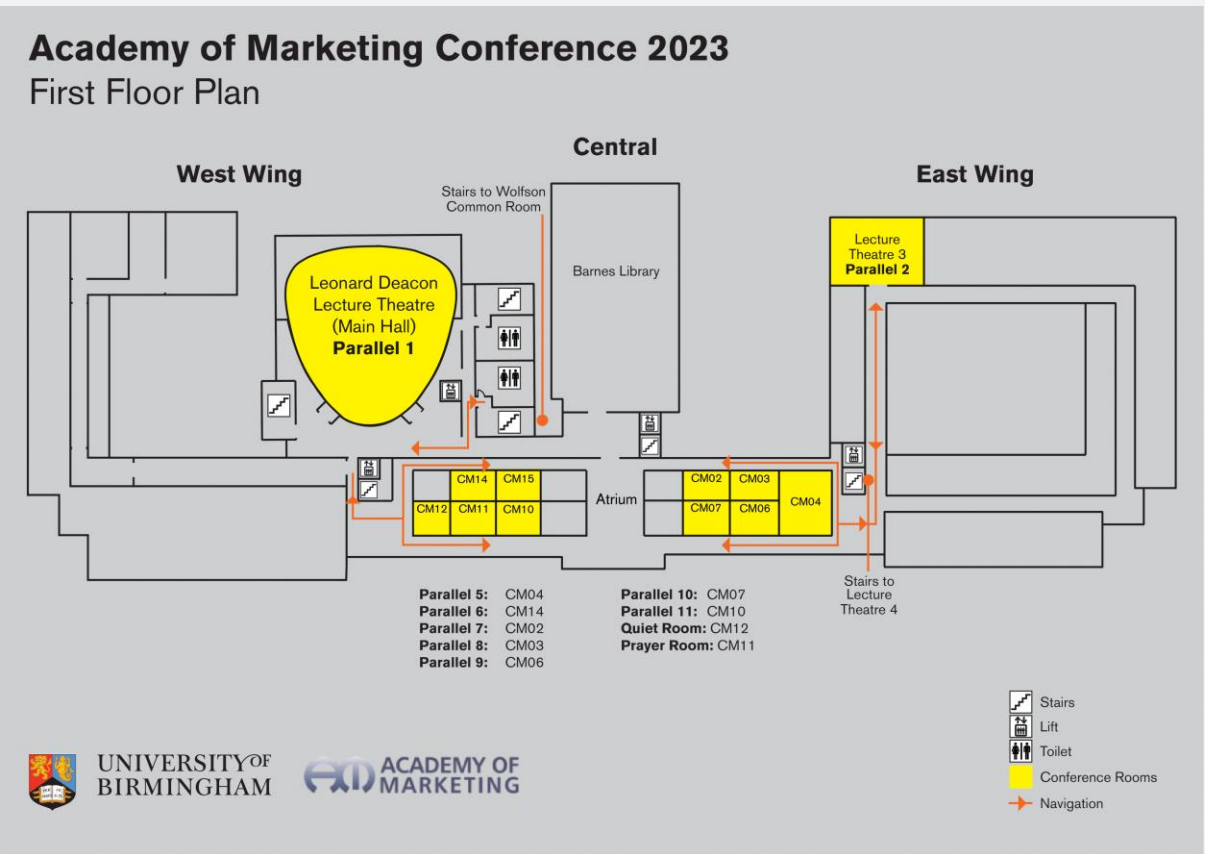 Academy of Marketing Conference 2023
First Floor Plan
Central
West Wing
East Wing
Stairs to Wolfson
Common Room
Barnes Library
Lecture
Theatre 3
Parallel 2
Leonard Deacon
Lecture Theatre
(Main Hall)
Parallel 1
CM14
CM15
CM12
CM11
CM10
Atrium
CM02
CM03
CM04
CM07
CM06
Stairs to
Lecture
Theatre 4
Parallel 5: CM04
Parallel 6: CM14
Parallel 7: CM02
Parallel 8: CM03
Parallel 9: CM06
Parallel 10: CM07
Parallel 11: CM10
Quiet Room: CM12
Prayer Room: CM11
Stairs
Lift
Toilet
Conference Rooms
Navigation
UNIVERSITY OF
BIRMINGHAM
ACADEMY OF
MARKETING